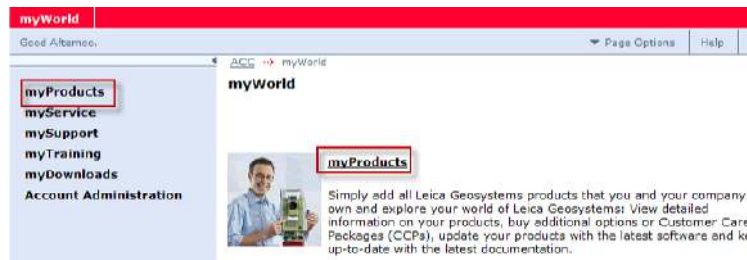 myWorld
Good Afternoo.
Page Options
Help
ACC myWorld
myWorld
myProducts
myService
mySupport
myTraining
myDownloads
Account Administration
myProducts
Simply add all Leica Geosystems products that you and your company
own and explore your world of Leica Geosystems: View detailed
information on your products, buy additional options or Customer Care
Packages (CCPs), update your products with the latest software and ke
up-to-date with the latest documentation.